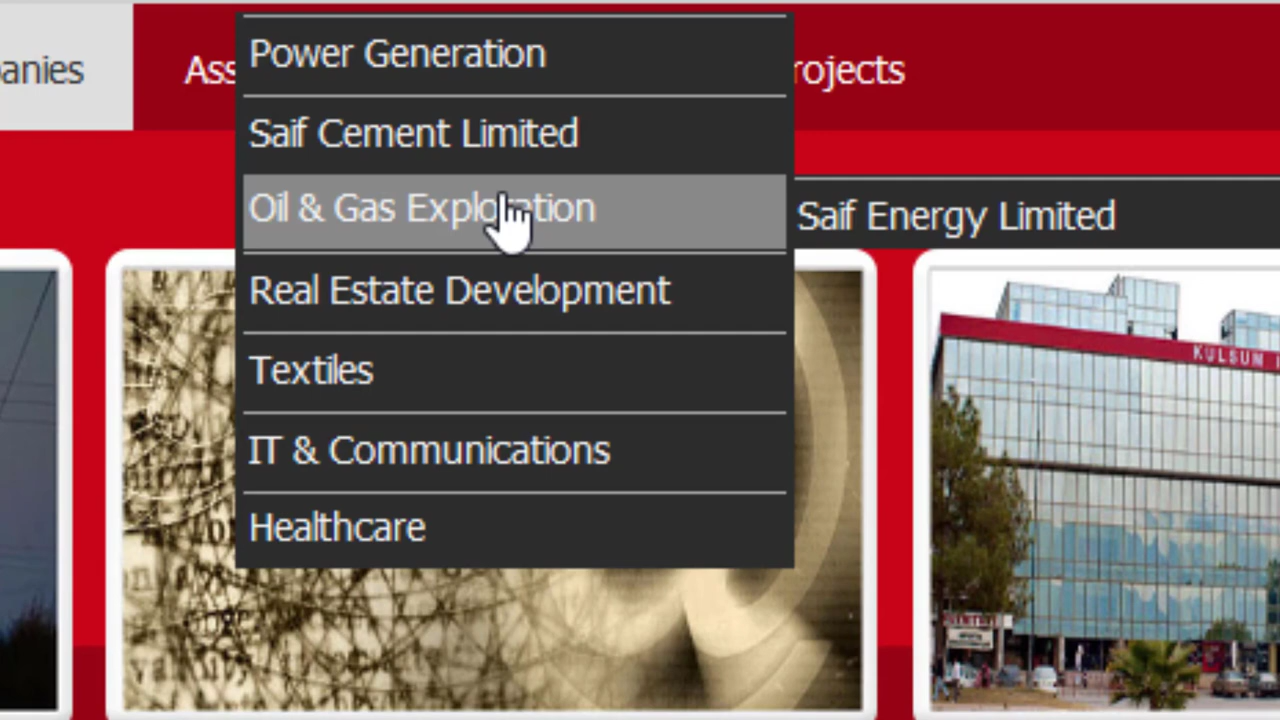 anies
Ass
rojects
Power Generation
Saif Cement Limited
Oil & Gas Exploration
Saif Energy Limited
Real Estate Development
Textiles
IT & Communications
Healthcare
KULSUM